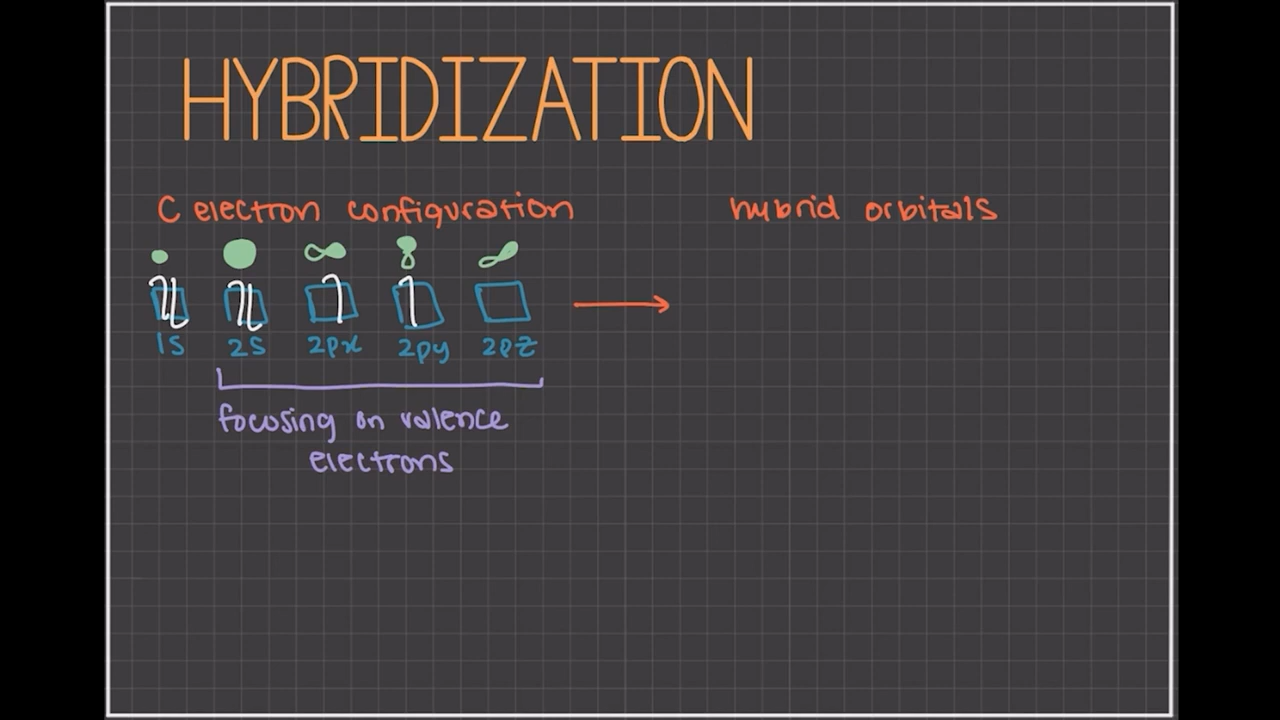 HYBRIDIZATION
C electron configuration
hybrid orbitals
1S 2S 2px 2py 2pz
focusing on valence
electrons